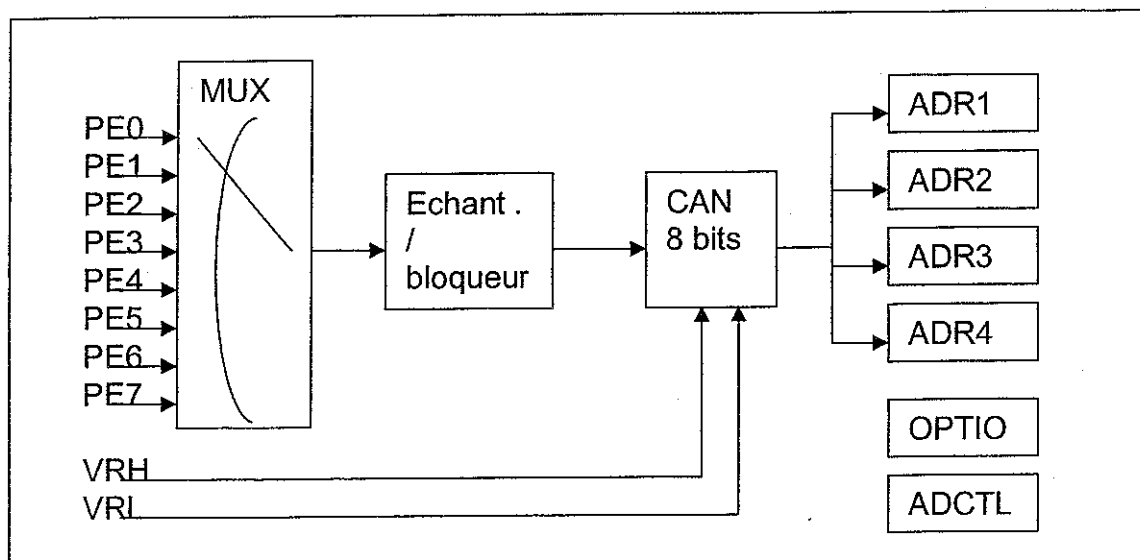 MUX
PE0
PE1
PE2
PE3
PE4
PE5
PE6
PE7
Echant .
/
bloqueur
CAN
8 bits
ADR1
ADR2
ADR3
ADR4
OPTIO
ADCTL
VRH
VRL